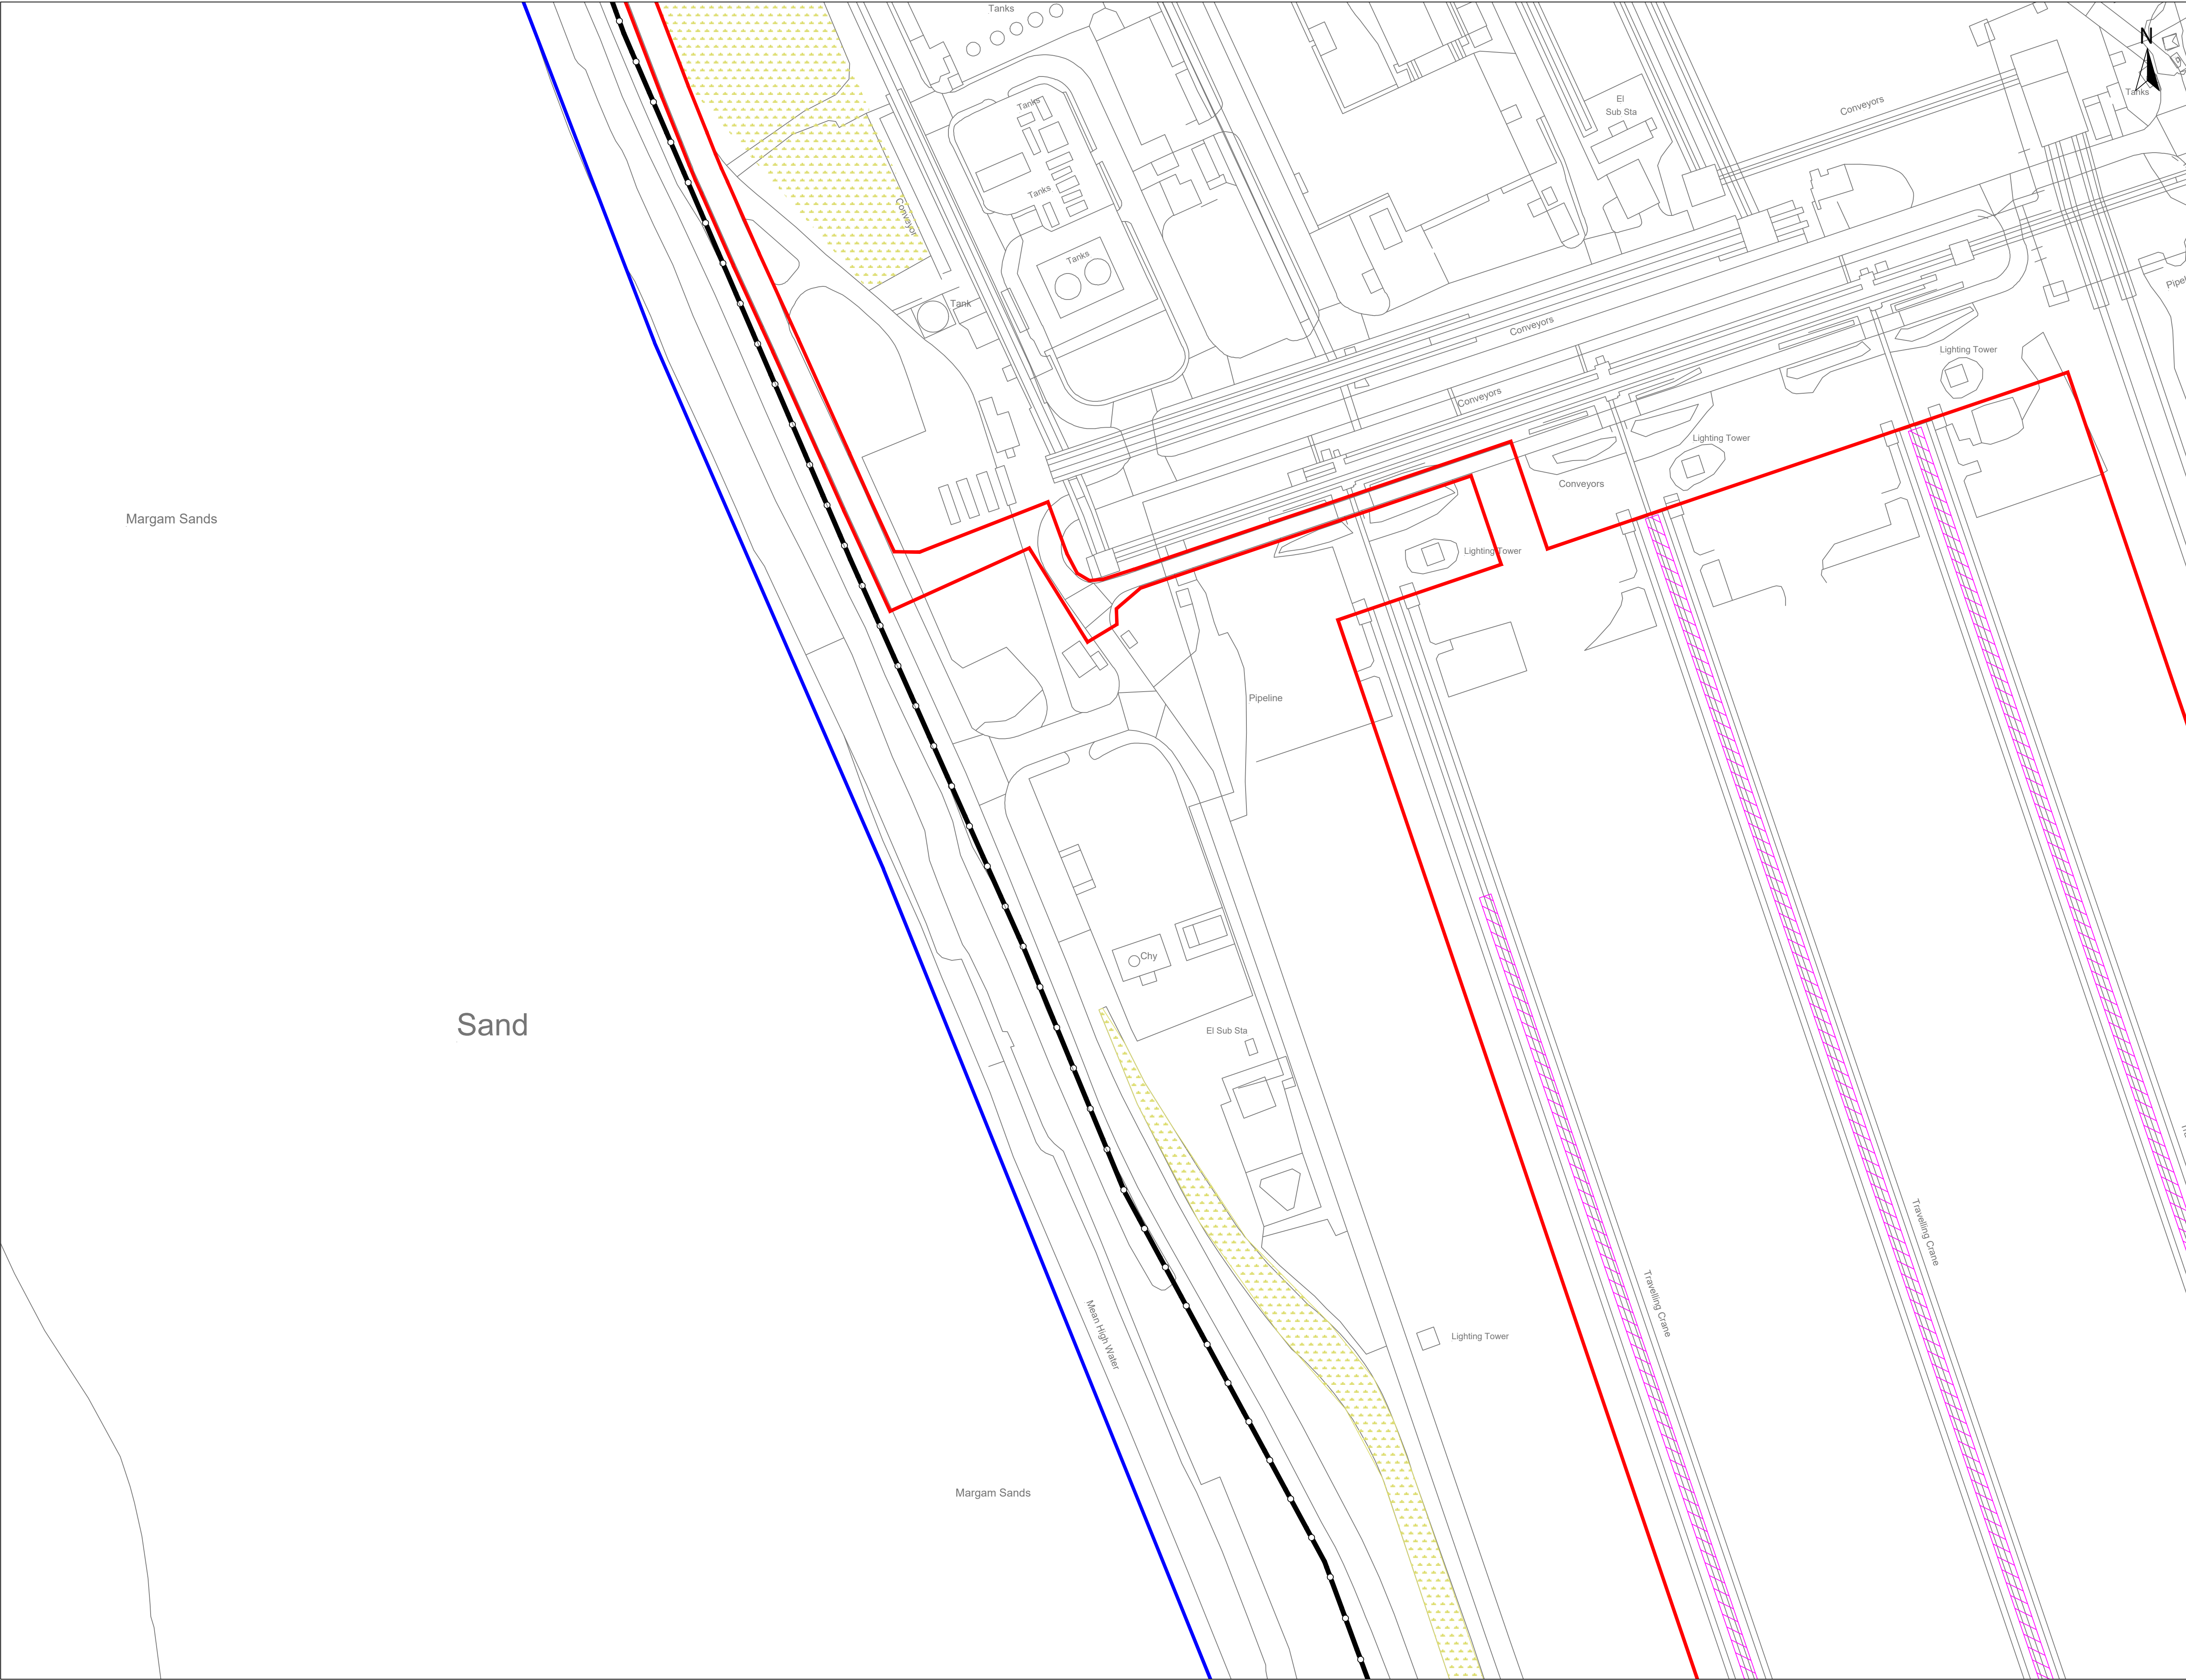 Tanks
N
Tanks
El
Sub Sta
Conveyors
Tanks
Tanks
Conveyor
Tanks
Tank
Conveyors
Lighting Tower
Conveyors
Lighting Tower
Conveyors
Margam Sands
Lighting Tower
Pipeline
Chy
Sand
El Sub Sta
Travelling Crane
Travelling Crane
Mean High Water
Lighting Tower
Margam Sands